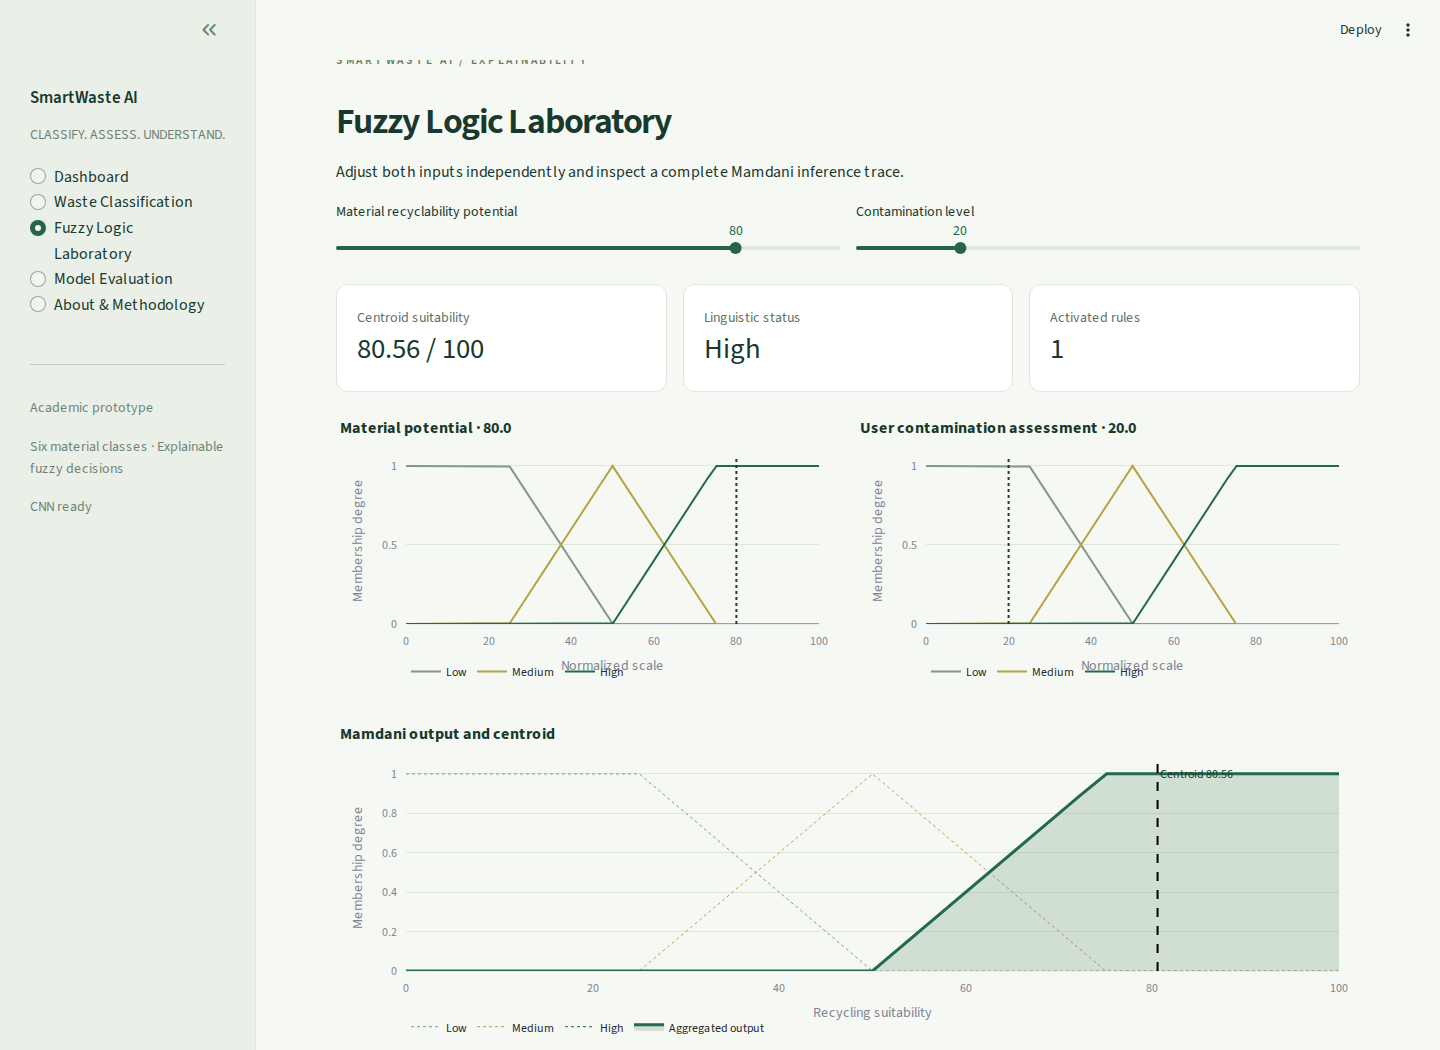 Deploy
SMARTWASTE AI / EXPLAINABILITY
SmartWaste AI
CLASSIFY. ASSESS. UNDERSTAND.
Dashboard
Waste Classification
Fuzzy Logic
Laboratory
Model Evaluation
About & Methodology
Academic prototype
Six material classes · Explainable
fuzzy decisions
CNN ready
Fuzzy Logic Laboratory
Adjust both inputs independently and inspect a complete Mamdani inference trace.
Material recyclability potential
80
Contamination level
20
Centroid suitability
80.56 / 100
Linguistic status
High
Activated rules
1
Material potential · 80.0
Membership degree
1
0.5
0
0 20 40 60 80 100
Normalized scale
Low Medium High
User contamination assessment · 20.0
Membership degree
1
0.5
0
0 20 40 60 80 100
Normalized scale
Low Medium High
Mamdani output and centroid
Centroid 80.56
Membership degree
1
0.8
0.6
0.4
0.2
0
0 20 40 60 80 100
Recycling suitability
Low Medium High Aggregated output